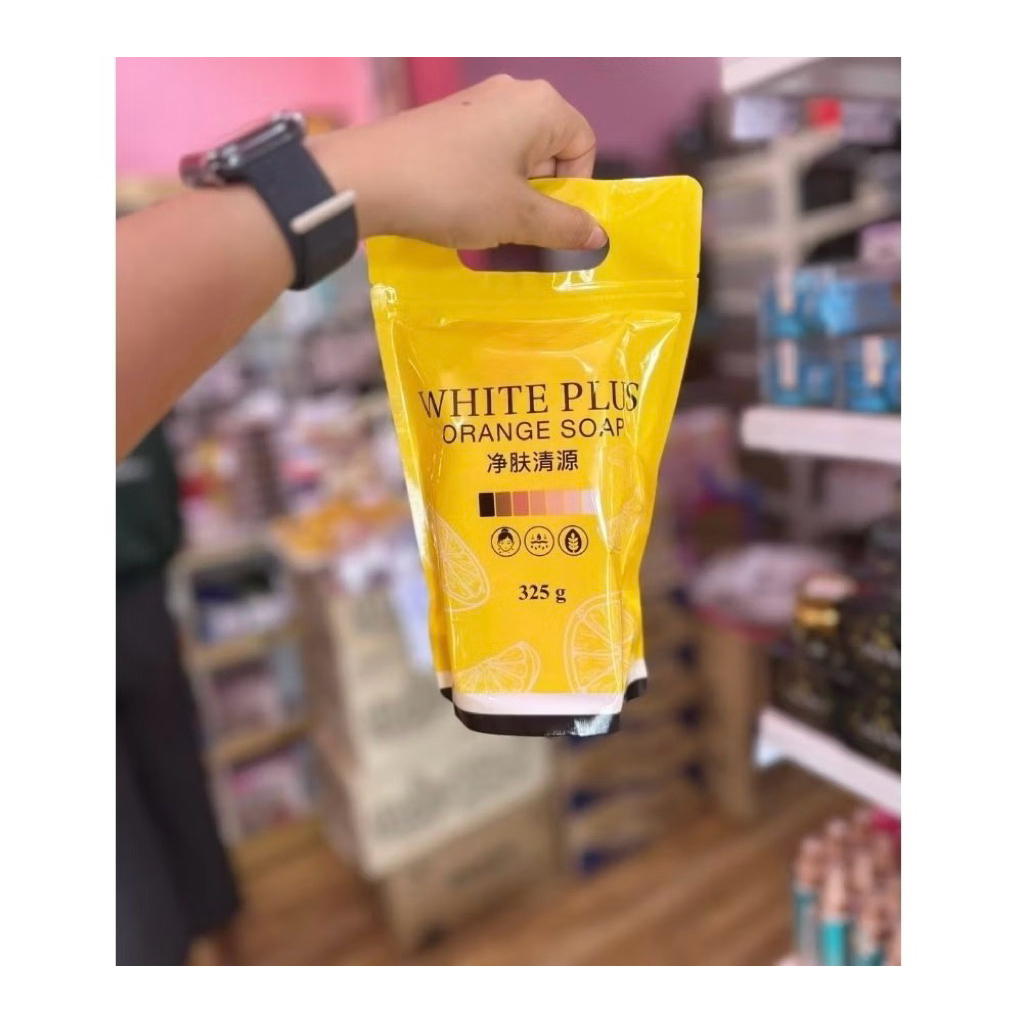 WHITE PLUS
ORANGE SOAP
净肤清源
325 g